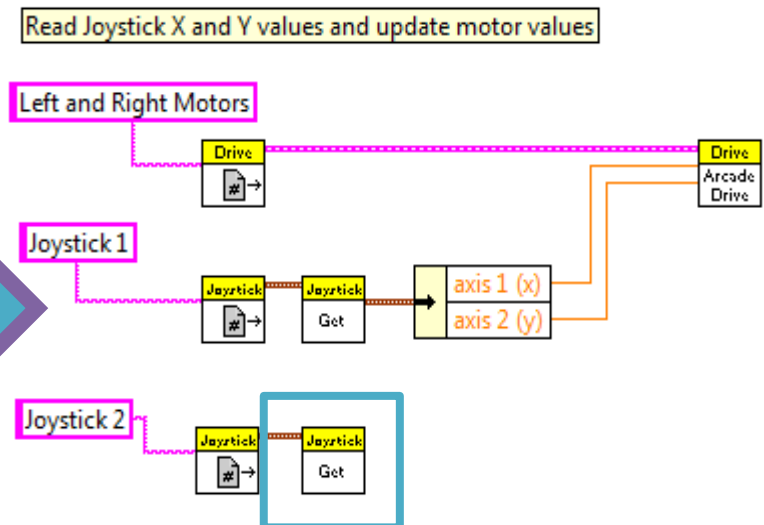 Read Joystick X and Y values and update motor values
Left and Right Motors
Drive
#
Drive
Arcade
Drive
Joystick 1
Joystick
#
Joystick
Get
axis 1 (x)
axis 2 (y)
Joystick 2
Joystick
#
Joystick
Get